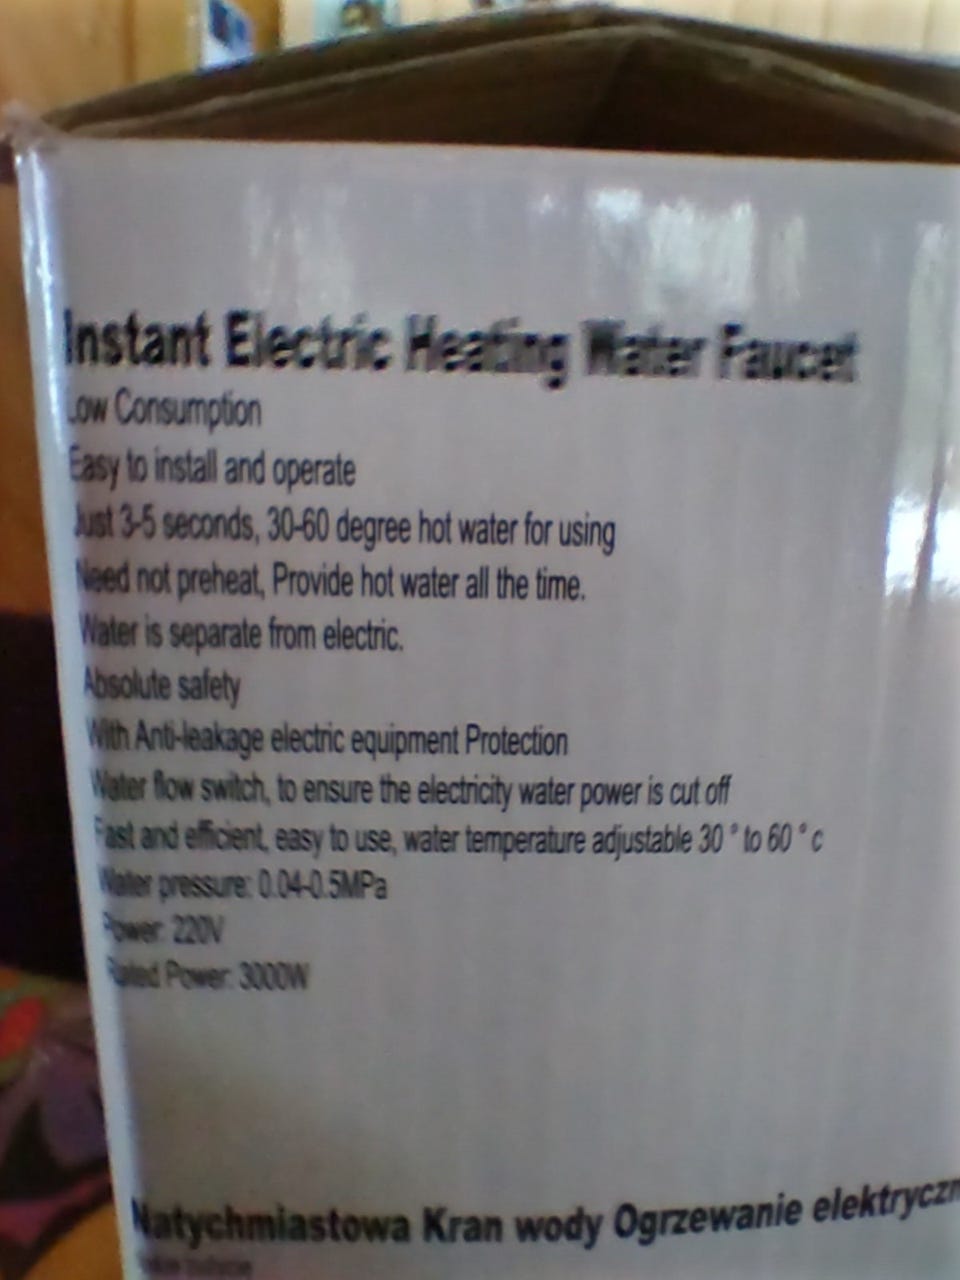 Instant Electric Heating Water Faucet
Low Consumption
Easy to install and operate
Just 3-5 seconds, 30-60 degree hot water for using
Need not preheat, Provide hot water all the time.
Water is separate from electric.
Absolute safety
With Anti-leakage electric equipment Protection
Water flow switch, to ensure the electricity water power is cut off
Fast and efficient, easy to use, water temperature adjustable 30 ° to 60 ° c
Water pressure: 0.04-0.5MPa
Power: 220V
Rated Power: 3000W
Natychmiastowa Kran wody Ogrzewanie elektryczn